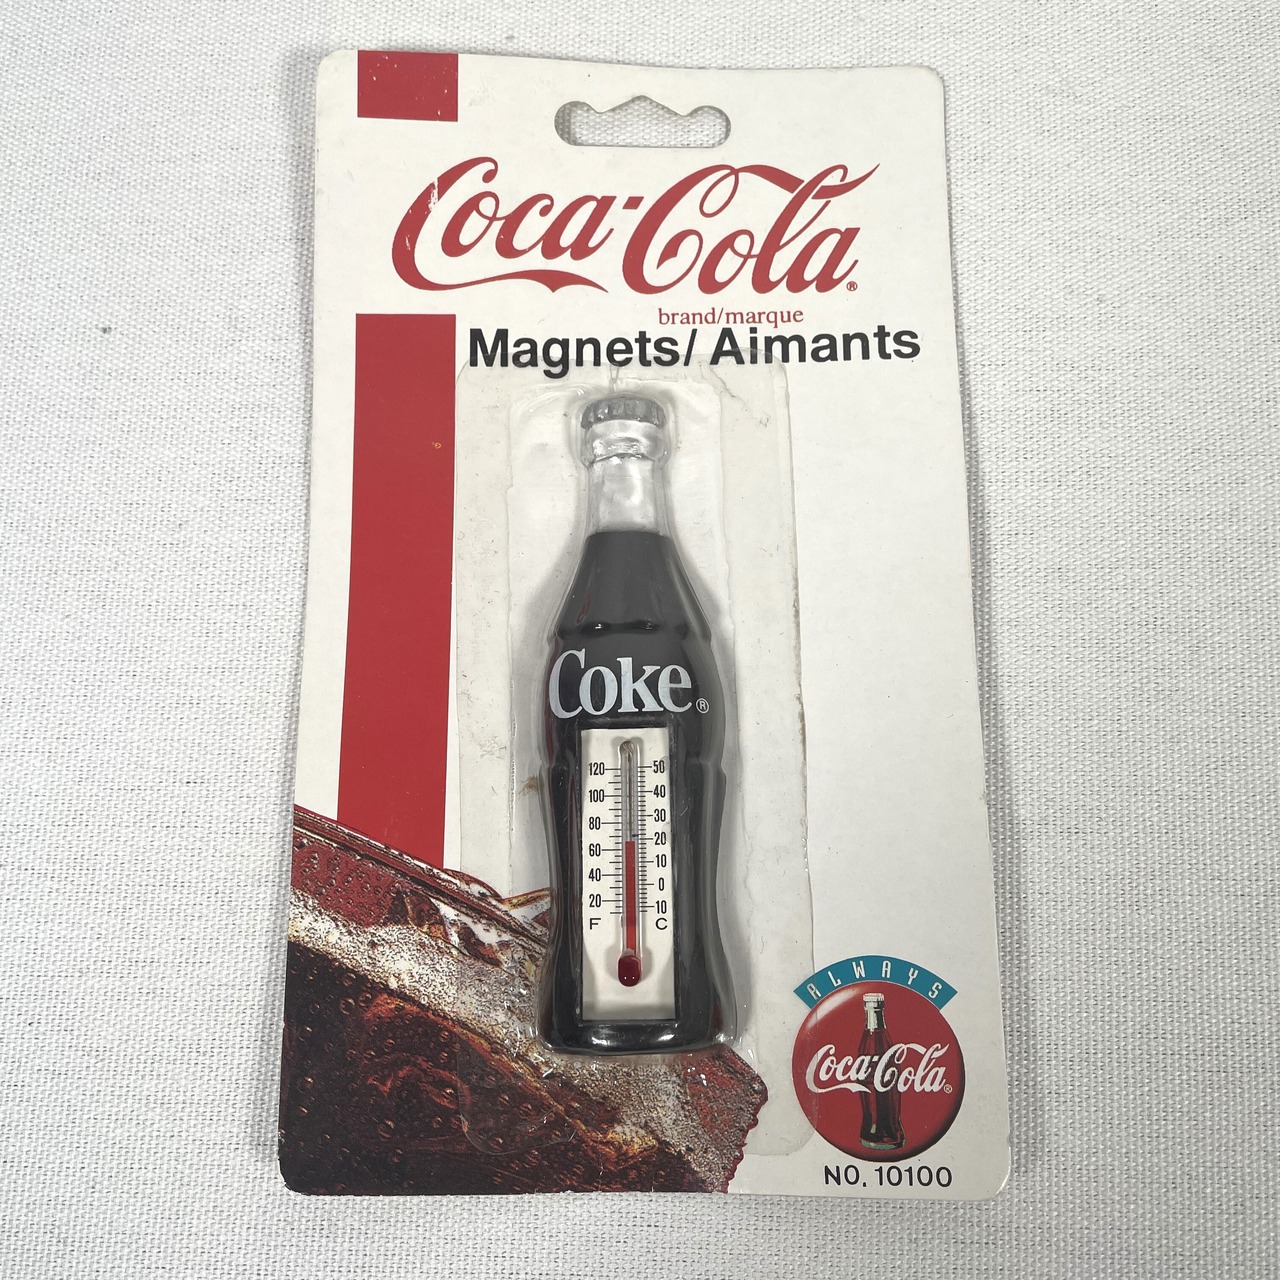 Coca-Cola®
brand/marque
Magnets/ Aimants
Coke®
120 50
100 40
80 30
60 20
40 10
20 0
10
F C
ALWAYS
Coca-Cola®
NO. 10100